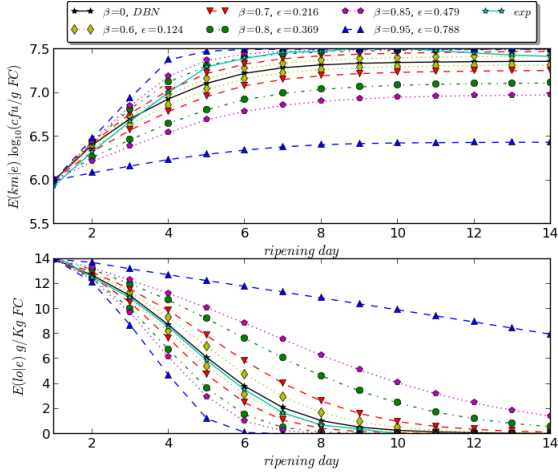 β=0, DBN β=0.7, ϵ=0.216 β=0.85, ϵ=0.479 exp
β=0.6, ϵ=0.124 β=0.8, ϵ=0.369 β=0.95, ϵ=0.788
E(km|e) log₁₀(cfu/g FC)
7.5
7.0
6.5
6.0
5.5
2 4 6 8 10 12 14
ripening day
E(lo|e) g/Kg FC
14
12
10
8
6
4
2
0
2 4 6 8 10 12 14
ripening day